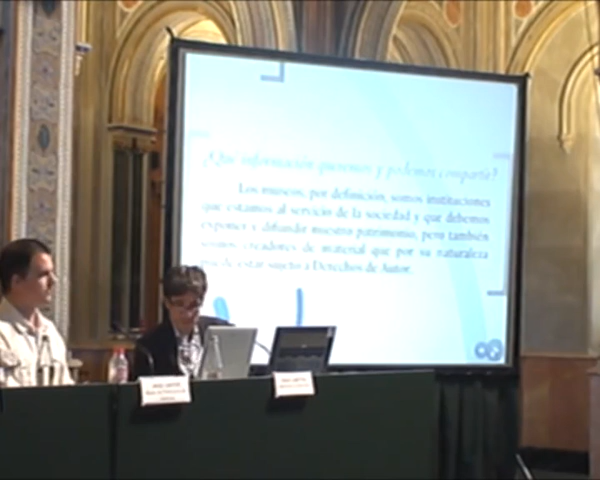 ¿Qué información queremos y podemos compartir?
Los museos, por definición, somos instituciones
que estamos al servicio de la sociedad y que debemos
exponer y difundir nuestro patrimonio, pero también
somos creadores de material que por su naturaleza
puede estar sujeto a Derechos de Autor.